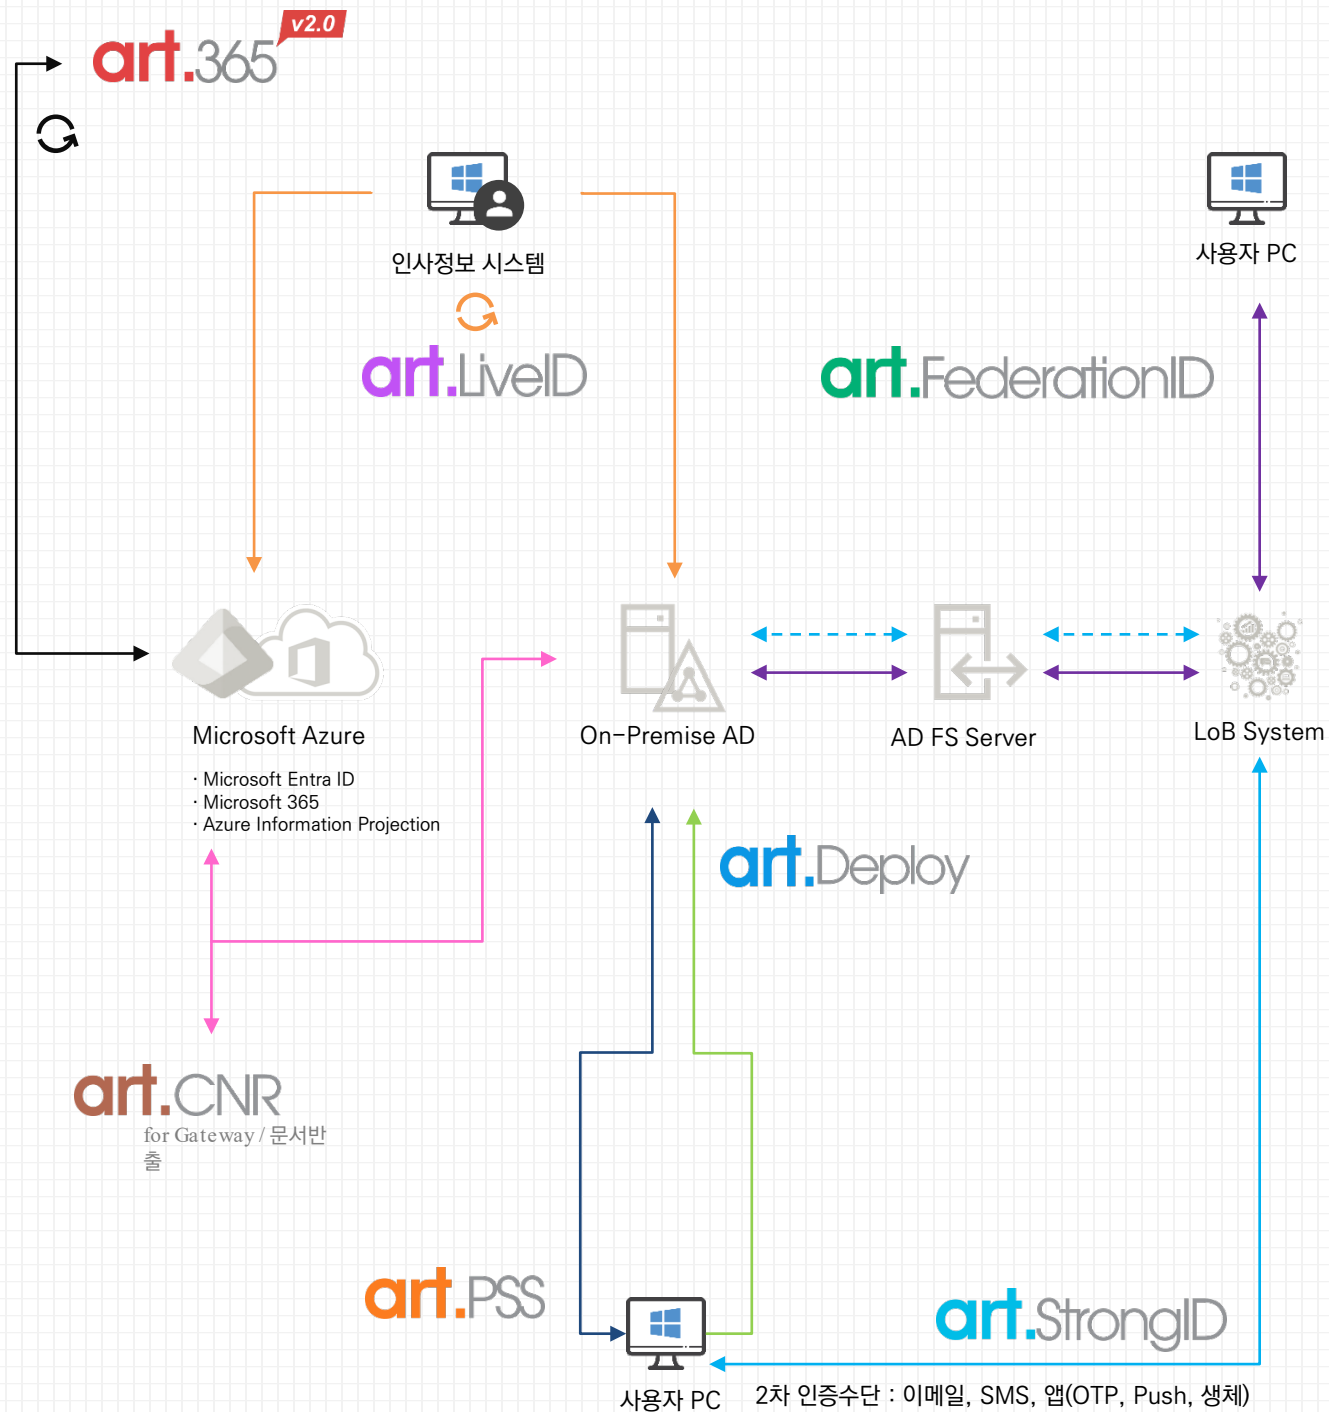 art.365 v2.0
인사정보 시스템
사용자 PC
art.LiveID
art.FederationID
Microsoft Azure
· Microsoft Entra ID
· Microsoft 365
· Azure Information Projection
On-Premise AD
AD FS Server
LoB System
art.Deploy
art.CNR
for Gateway / 문서반
출
art.PSS
art.StrongID
사용자 PC
2차 인증수단 : 이메일, SMS, 앱(OTP, Push, 생체)